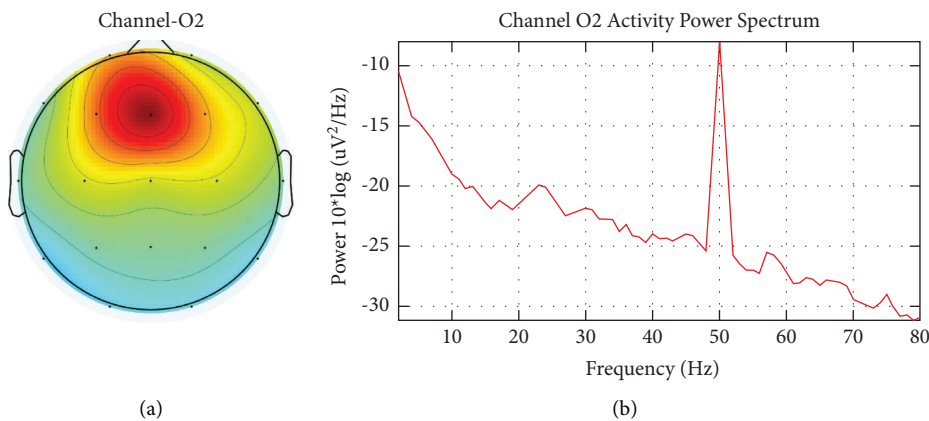 Channel-O2
Channel O2 Activity Power Spectrum
Power 10*log (uV²/Hz)
-10
-15
-20
-25
-30
10 20 30 40 50 60 70 80
Frequency (Hz)
(a)
(b)